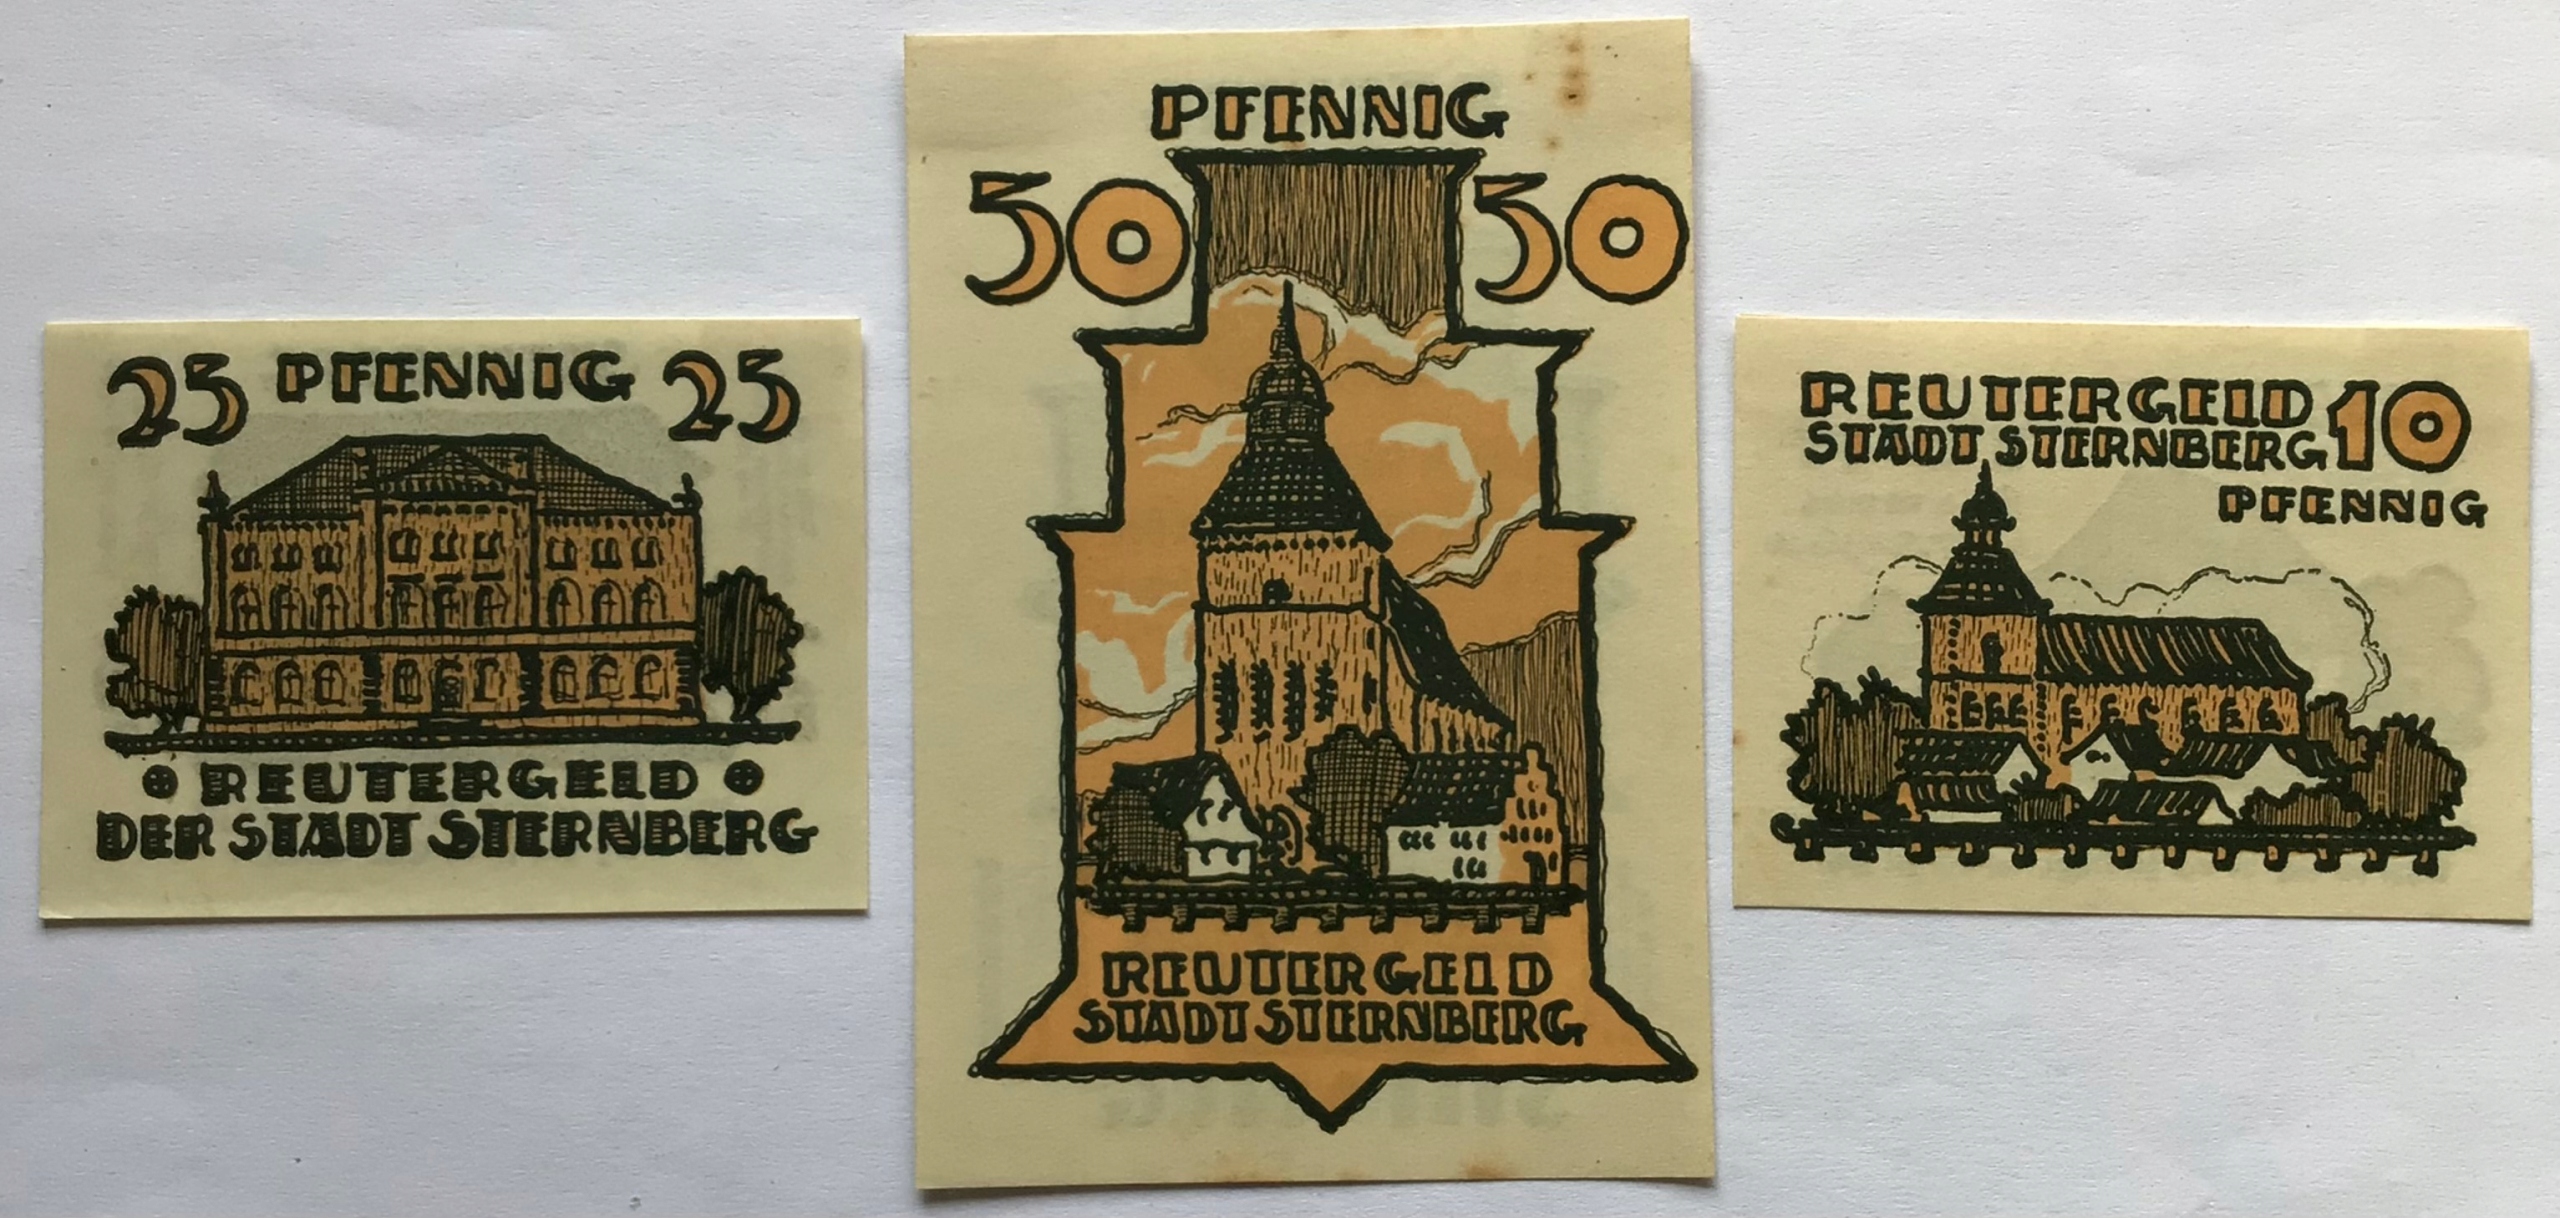 25 PFENNIG 25
REUTERGELD
DER STADT STERNBERG
PFENNIG
50 50
REUTERGELD
STADT STERNBERG
REUTERGELD 10
STADT STERNBERG
PFENNIG